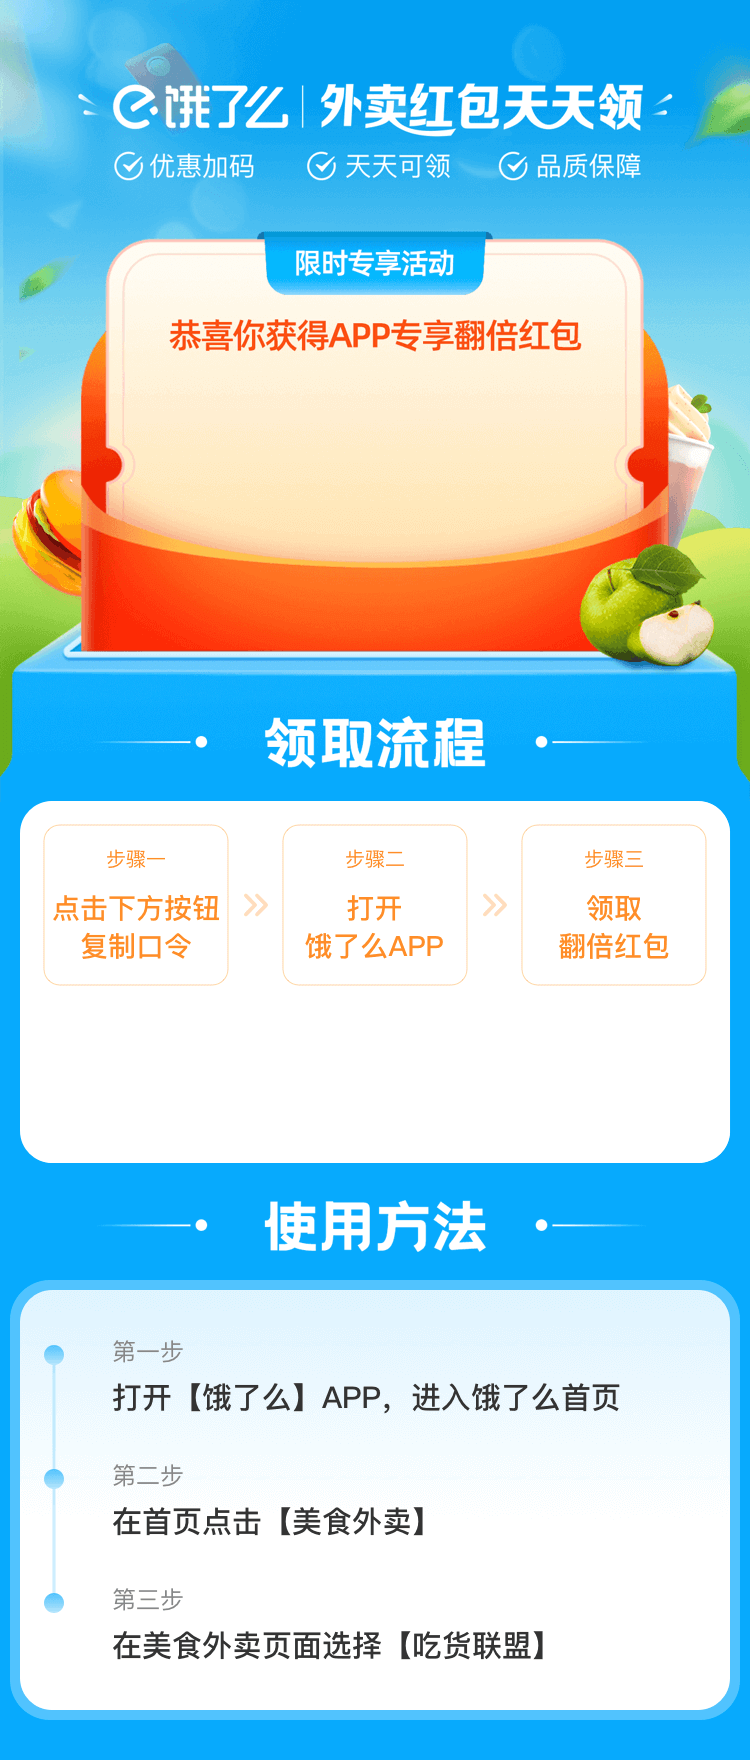 饿了么 外卖红包天天领
优惠加码 天天可领 品质保障
限时专享活动
恭喜你获得APP专享翻倍红包
领取流程
步骤一
点击下方按钮
复制口令
步骤二
打开
饿了么APP
步骤三
领取
翻倍红包
使用方法
第一步
打开【饿了么】APP，进入饿了么首页
第二步
在首页点击【美食外卖】
第三步
在美食外卖页面选择【吃货联盟】